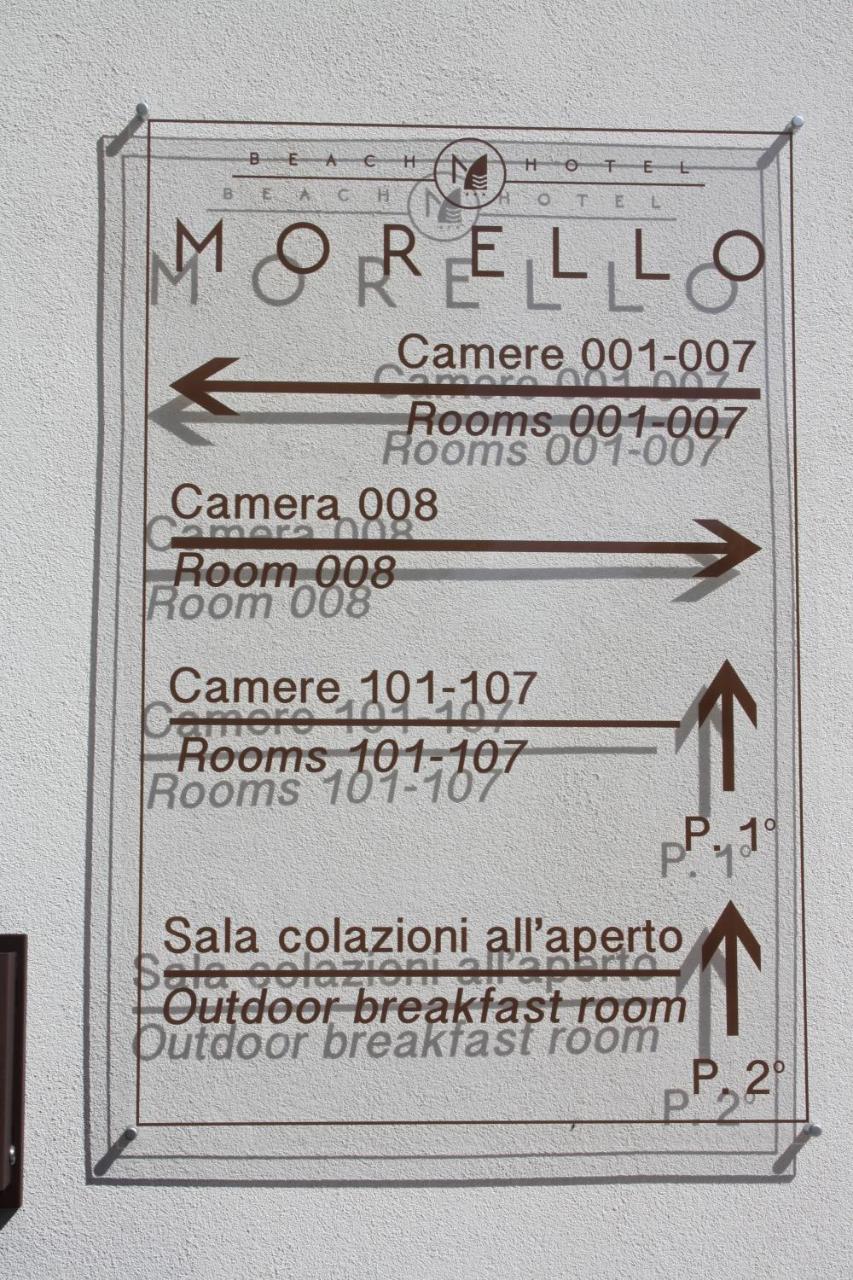 BEACH HOTEL
MORELLO
Camere 001-007
Rooms 001-007
Camera 008
Room 008
Camere 101-107
Rooms 101-107
P. 1°
Sala colazioni all'aperto
Outdoor breakfast room
P. 2°